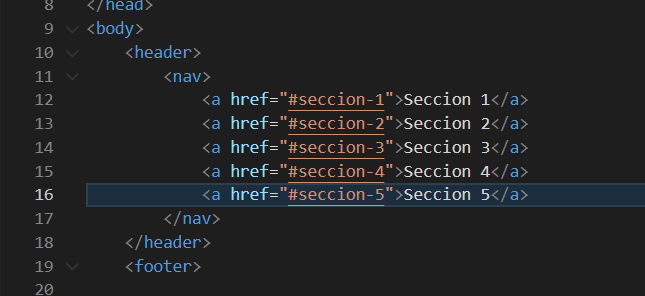 8 </head>
9 <body>
10 <header>
11 <nav>
12 <a href="#seccion-1">Seccion 1</a>
13 <a href="#seccion-2">Seccion 2</a>
14 <a href="#seccion-3">Seccion 3</a>
15 <a href="#seccion-4">Seccion 4</a>
16 <a href="#seccion-5">Seccion 5</a>
17 </nav>
18 </header>
19 <footer>
20